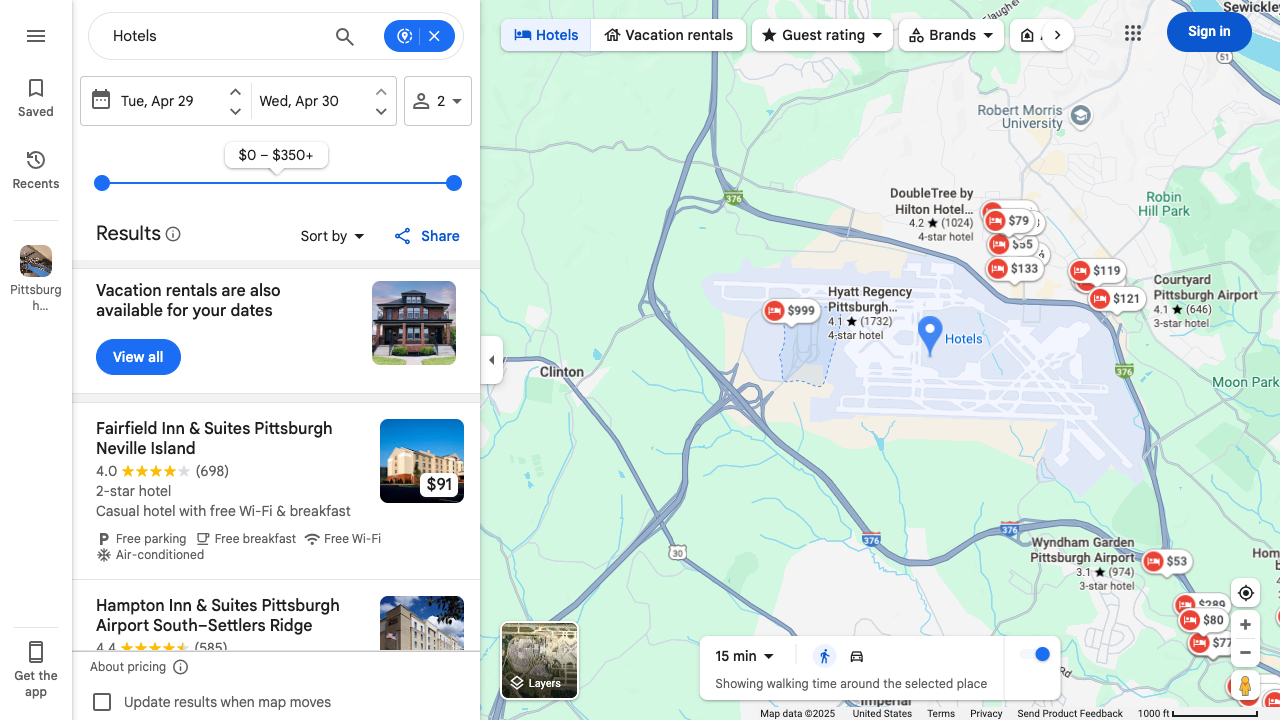 Hotels
Saved
Recents
Pittsburg
h...
Get the
app
Tue, Apr 29
Wed, Apr 30
2
$0 – $350+
Results
Sort by
Share
Vacation rentals are also
available for your dates
View all
Fairfield Inn & Suites Pittsburgh
Neville Island
4.0 (698)
2-star hotel
Casual hotel with free Wi-Fi & breakfast
$91
Free parking Free breakfast Free Wi-Fi
Air-conditioned
Hampton Inn & Suites Pittsburgh
Airport South–Settlers Ridge
4.4 (585)
About pricing
Update results when map moves
Hotels
Vacation rentals
Guest rating
Brands
Sign in
Sewickley
51
Robert Morris
University
Robin
Hill Park
376
DoubleTree by
Hilton Hotel...
4.2 ★ (1024)
4-star hotel
$79
$55
$133
$119
$121
Courtyard
Pittsburgh Airport
4.1 ★ (646)
3-star hotel
Hyatt Regency
Pittsburgh...
4.1 ★ (1732)
4-star hotel
$999
Hotels
Clinton
376
Moon Park
376
376
30
Wyndham Garden
Pittsburgh Airport
3.1 ★ (974)
3-star hotel
$53
Hom
$289
$80
$77
Layers
15 min
Showing walking time around the selected place
Rd
Imperial
Map data ©2025 United States Terms Privacy Send Product Feedback 1000 ft